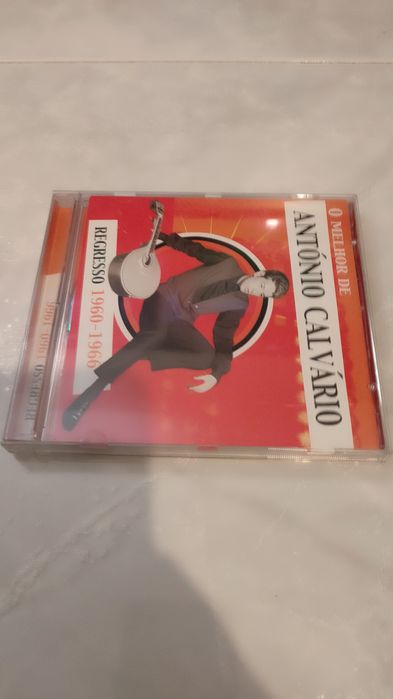 O MELHOR DE
ANTÓNIO CALVÁRIO
REGRESSO 1960-1966
REGRESSO 1960-1966